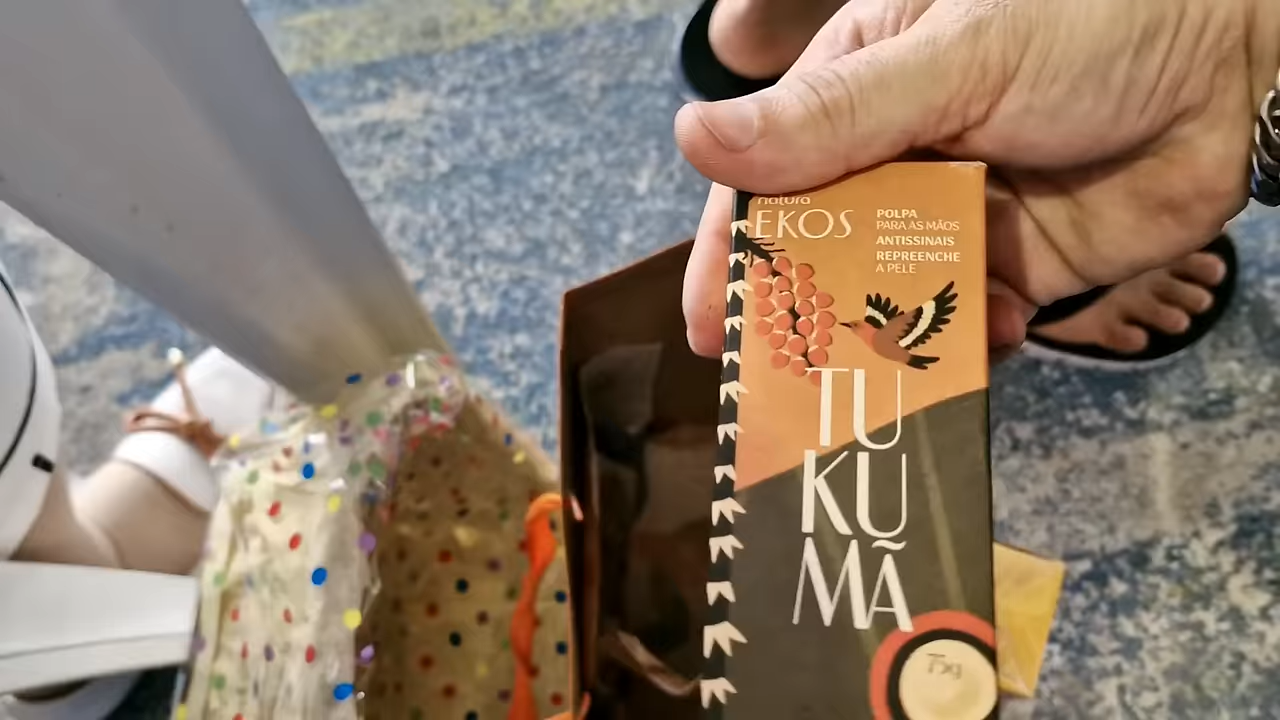 natura
EKOS
POLPA
PARA AS MÃOS
ANTISSINAIS
REPREENCHE
A PELE
TU
KU
MÃ
75g